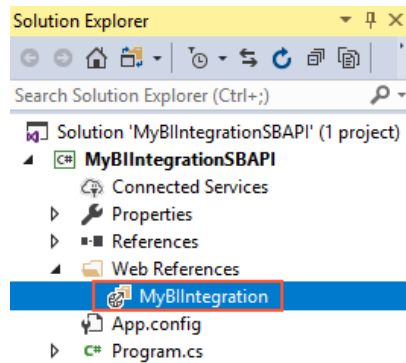 Solution Explorer
Search Solution Explorer (Ctrl+;)
Solution 'MyBIIntegrationSBAPI' (1 project)
C# MyBIIntegrationSBAPI
Connected Services
Properties
References
Web References
MyBIIntegration
App.config
C# Program.cs